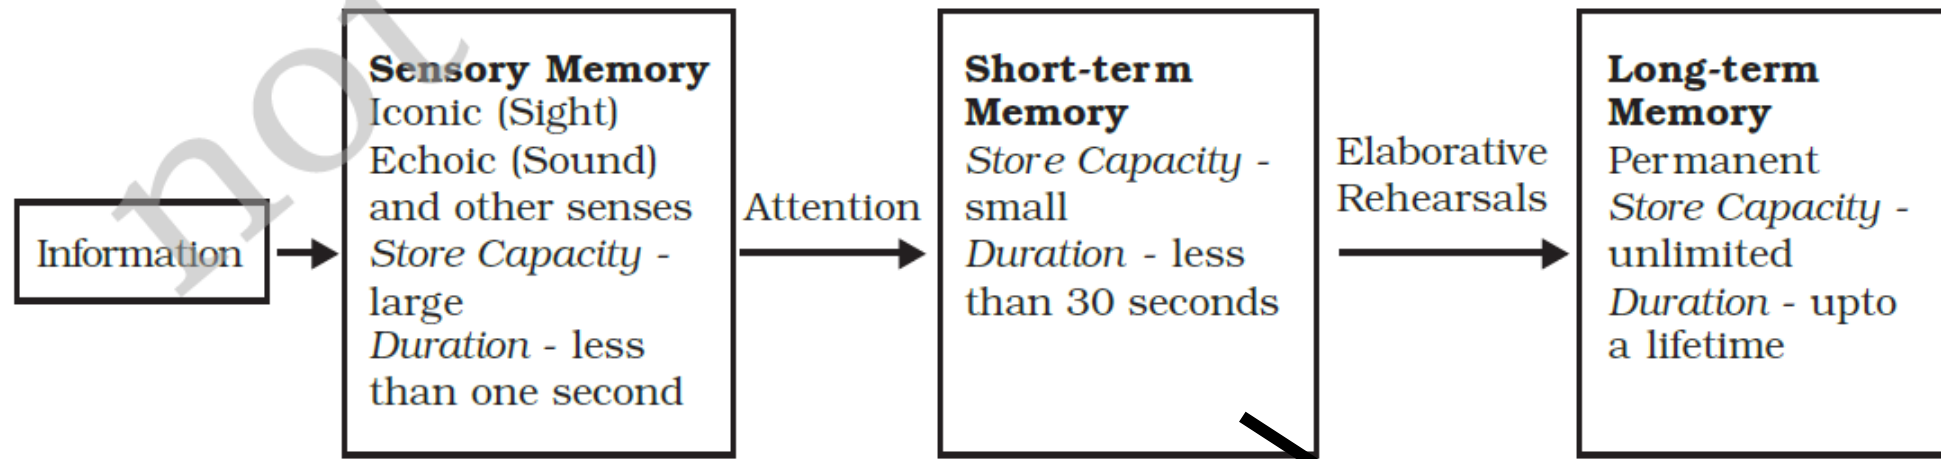 Information
Sensory Memory
Iconic (Sight)
Echoic (Sound)
and other senses
Store Capacity -
large
Duration - less
than one second
Attention
Short-term
Memory
Store Capacity -
small
Duration - less
than 30 seconds
Elaborative
Rehearsals
Long-term
Memory
Permanent
Store Capacity -
unlimited
Duration - upto
a lifetime
not